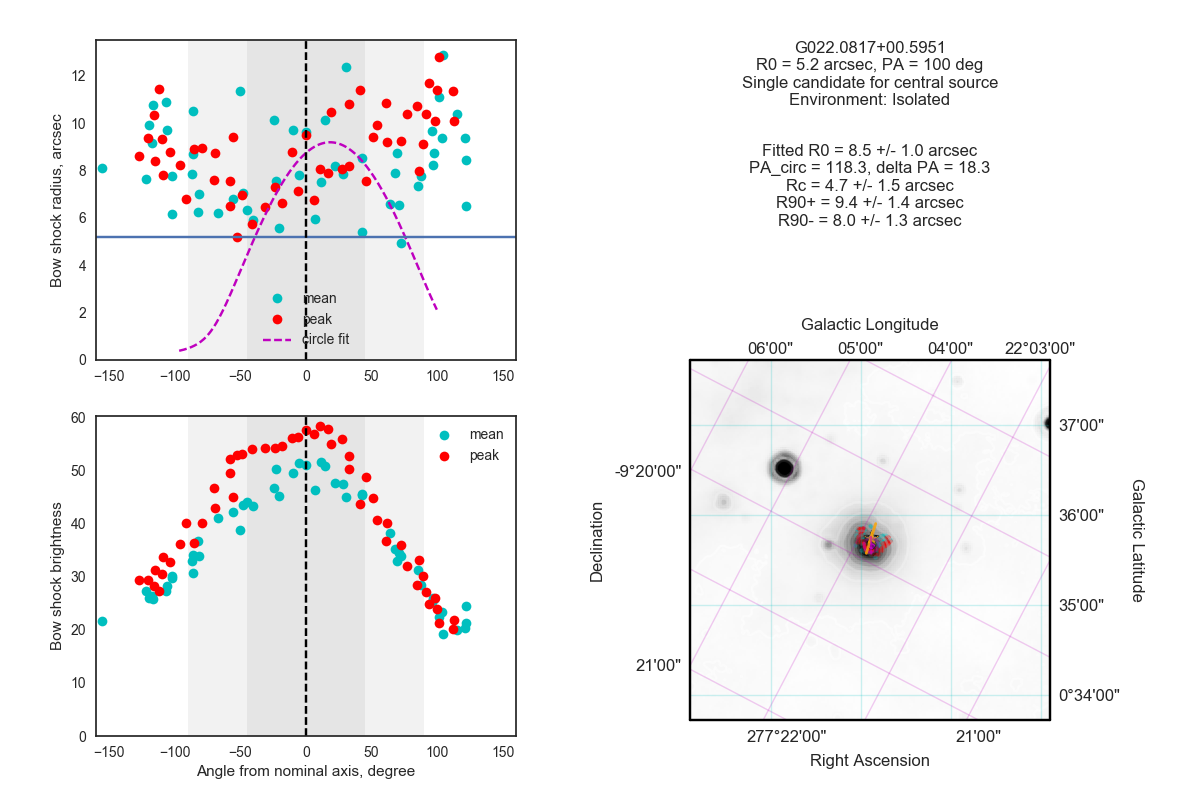 G022.0817+00.5951
R0 = 5.2 arcsec, PA = 100 deg
Single candidate for central source
Environment: Isolated
Fitted R0 = 8.5 +/- 1.0 arcsec
PA_circ = 118.3, delta PA = 18.3
Rc = 4.7 +/- 1.5 arcsec
R90+ = 9.4 +/- 1.4 arcsec
R90- = 8.0 +/- 1.3 arcsec
Bow shock radius, arcsec
12
10
8
6
4
2
0
mean
peak
circle fit
−150 −100 −50 0 50 100 150
Bow shock brightness
60
50
40
30
20
10
0
mean
peak
−150 −100 −50 0 50 100 150
Angle from nominal axis, degree
Galactic Longitude
06'00" 05'00" 04'00" 22°03'00"
Declination
-9°20'00"
21'00"
37'00"
36'00"
35'00"
0°34'00"
Galactic Latitude
277°22'00" 21'00"
Right Ascension